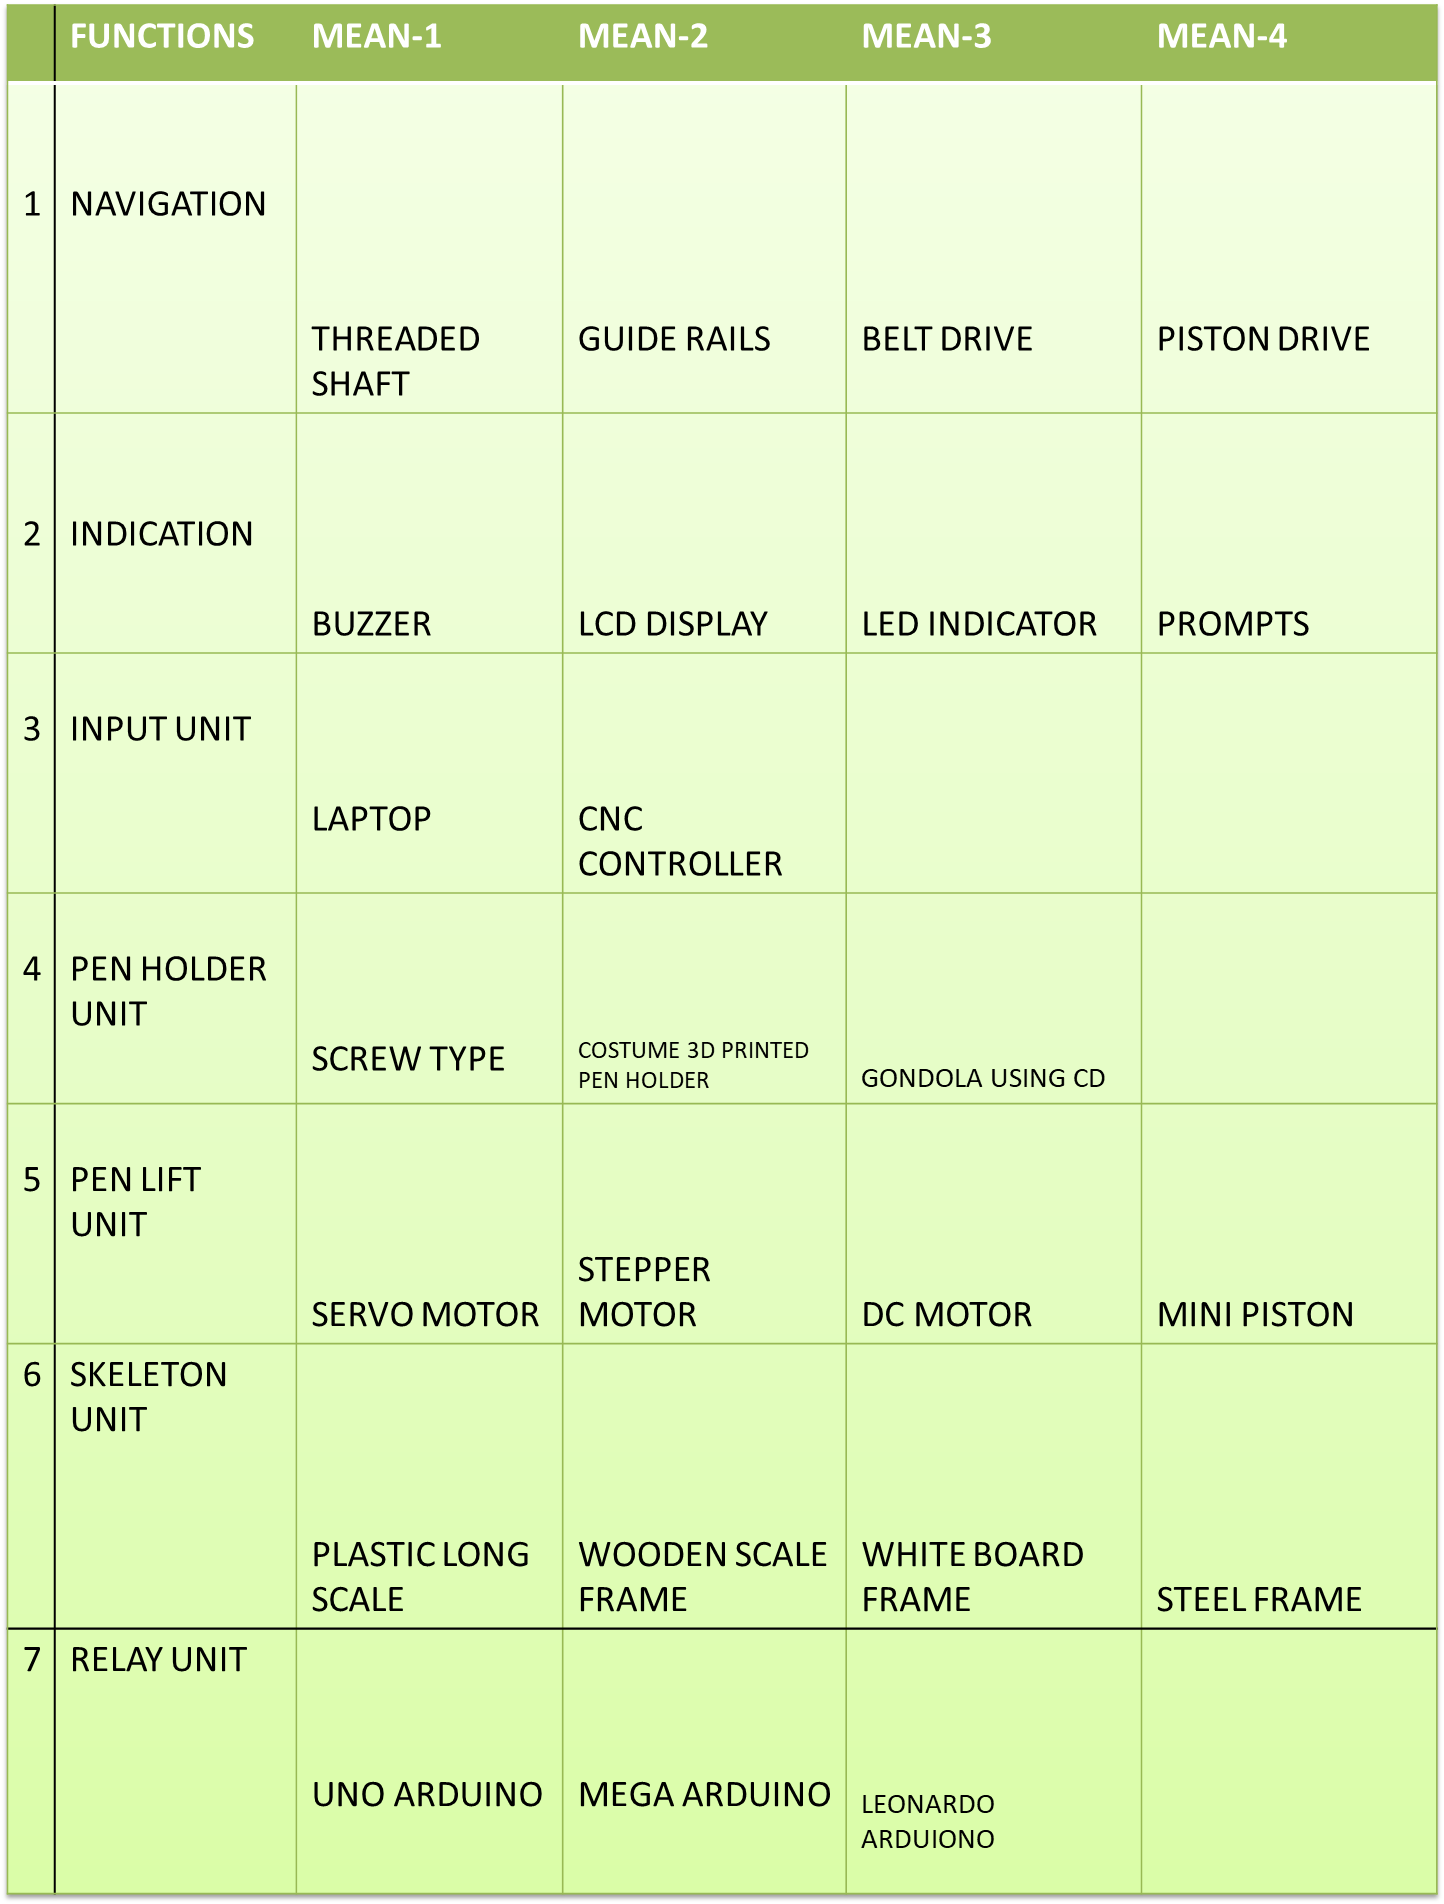 FUNCTIONS MEAN-1 MEAN-2 MEAN-3 MEAN-4
1 NAVIGATION
THREADED GUIDE RAILS BELT DRIVE PISTON DRIVE
SHAFT
2 INDICATION
BUZZER LCD DISPLAY LED INDICATOR PROMPTS
3 INPUT UNIT
LAPTOP CNC
CONTROLLER
4 PEN HOLDER
UNIT
SCREW TYPE
COSTUME 3D PRINTED
PEN HOLDER
GONDOLA USING CD
5 PEN LIFT
UNIT
SERVO MOTOR
STEPPER
MOTOR
DC MOTOR
MINI PISTON
6 SKELETON
UNIT
PLASTIC LONG
SCALE
WOODEN SCALE
FRAME
WHITE BOARD
FRAME
STEEL FRAME
7 RELAY UNIT
UNO ARDUINO
MEGA ARDUINO
LEONARDO
ARDUIONO